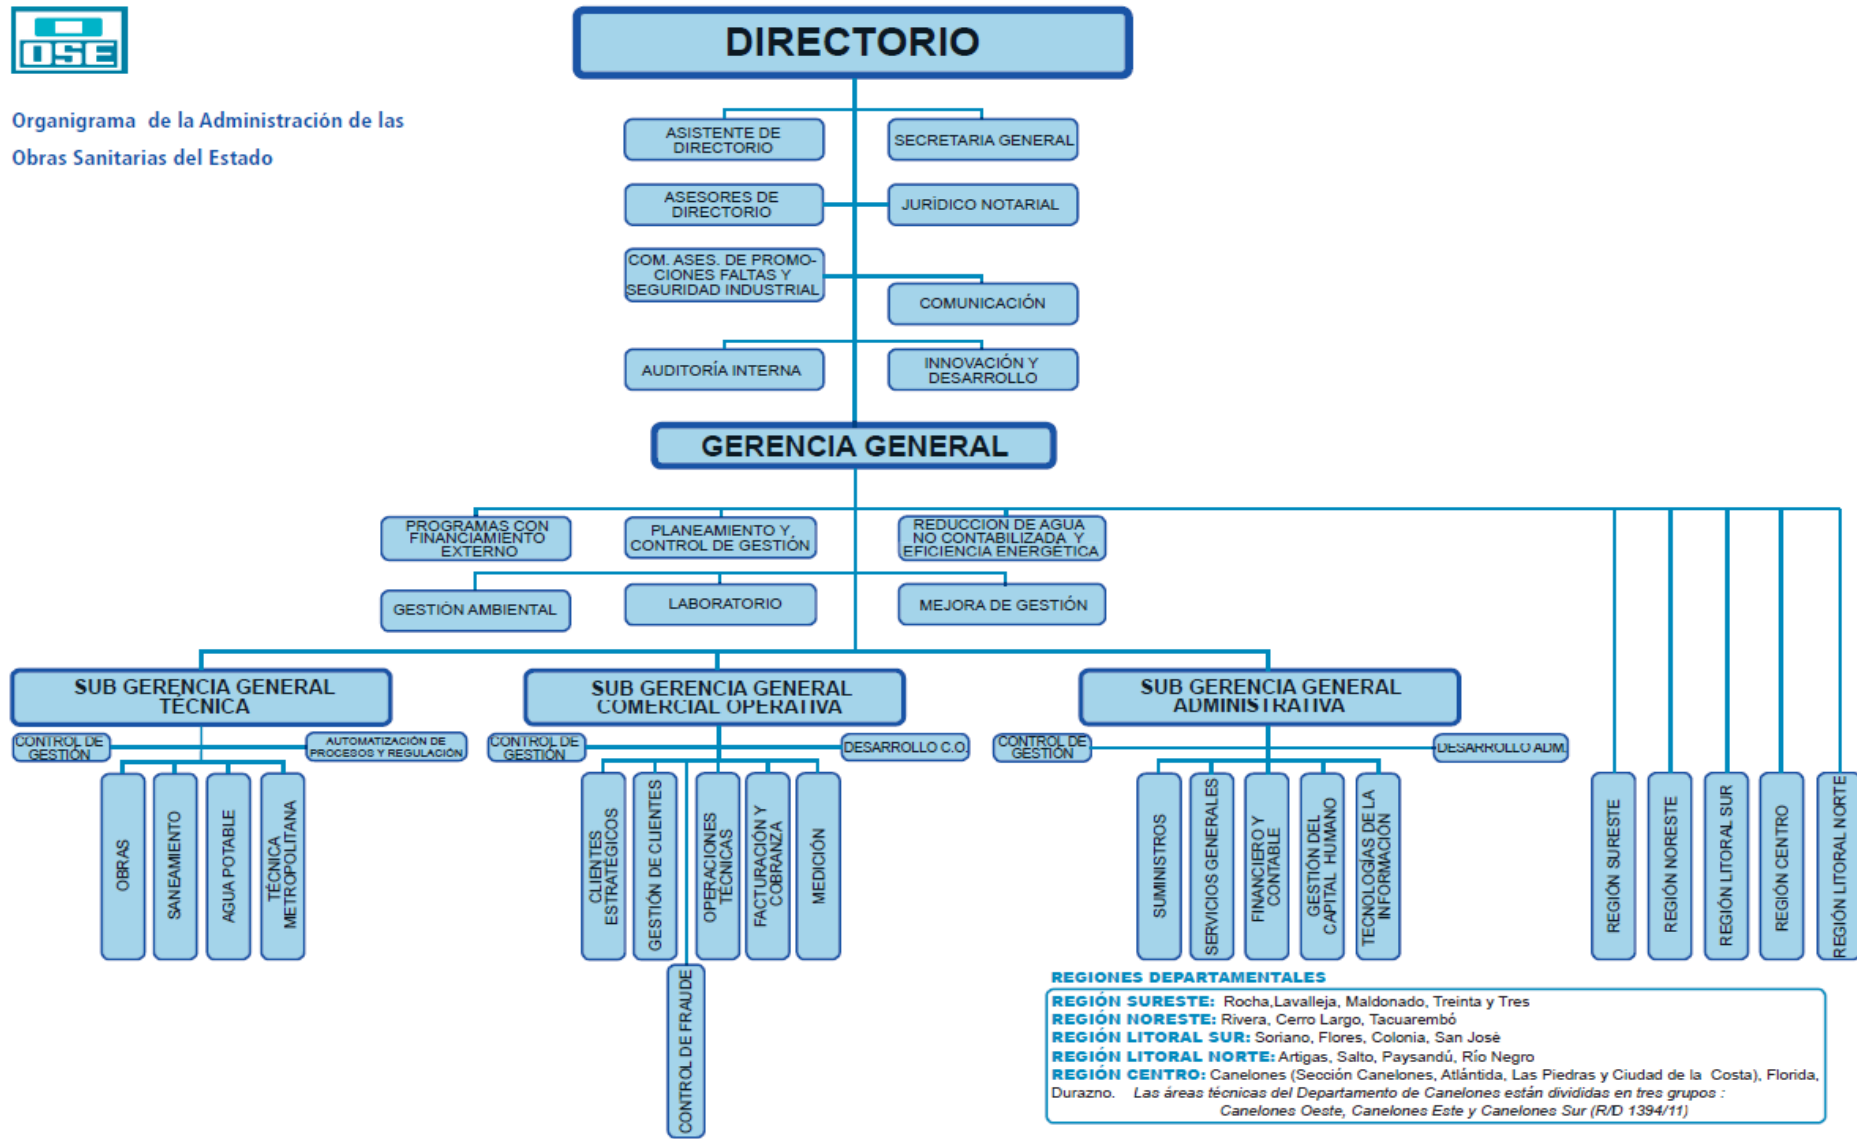 OSE
Organigrama de la Administración de las
Obras Sanitarias del Estado
DIRECTORIO
ASISTENTE DE
DIRECTORIO
SECRETARIA GENERAL
ASESORES DE
DIRECTORIO
JURÍDICO NOTARIAL
COM. ASES. DE PROMO-
CIONES FALTAS Y
SEGURIDAD INDUSTRIAL
COMUNICACIÓN
AUDITORÍA INTERNA
INNOVACIÓN Y
DESARROLLO
GERENCIA GENERAL
PROGRAMAS CON
FINANCIAMIENTO
EXTERNO
PLANEAMIENTO Y
CONTROL DE GESTIÓN
REDUCCION DE AGUA
NO CONTABILIZADA Y
EFICIENCIA ENERGÉTICA
GESTIÓN AMBIENTAL
LABORATORIO
MEJORA DE GESTIÓN
SUB GERENCIA GENERAL
TÉCNICA
SUB GERENCIA GENERAL
COMERCIAL OPERATIVA
SUB GERENCIA GENERAL
ADMINISTRATIVA
CONTROL DE
GESTIÓN
AUTOMATIZACIÓN DE
PROCESOS Y REGULACIÓN
CONTROL DE
GESTIÓN
DESARROLLO C.O.
CONTROL DE
GESTIÓN
DESARROLLO ADM.
OBRAS
SANEAMIENTO
AGUA POTABLE
TÉCNICA
METROPOLITANA
CLIENTES
ESTRATÉGICOS
GESTIÓN DE CLIENTES
CONTROL DE FRAUDE
OPERACIONES
TÉCNICAS
FACTURACIÓN Y
COBRANZA
MEDICIÓN
SUMINISTROS
SERVICIOS GENERALES
FINANCIERO Y
CONTABLE
GESTIÓN DEL
CAPITAL HUMANO
TECNOLOGÍAS DE LA
INFORMACIÓN
REGIÓN SURESTE
REGIÓN NORESTE
REGIÓN LITORAL SUR
REGIÓN CENTRO
REGIÓN LITORAL NORTE
REGIONES DEPARTAMENTALES
REGIÓN SURESTE: Rocha,Lavalleja, Maldonado, Treinta y Tres
REGIÓN NORESTE: Rivera, Cerro Largo, Tacuarembó
REGIÓN LITORAL SUR: Soriano, Flores, Colonia, San José
REGIÓN LITORAL NORTE: Artigas, Salto, Paysandú, Río Negro
REGIÓN CENTRO: Canelones (Sección Canelones, Atlántida, Las Piedras y Ciudad de la Costa), Florida,
Durazno. Las áreas técnicas del Departamento de Canelones están divididas en tres grupos :
Canelones Oeste, Canelones Este y Canelones Sur (R/D 1394/11)